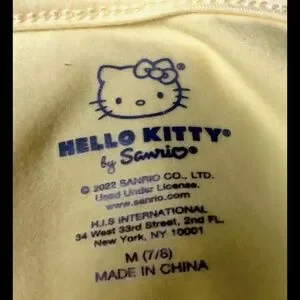 HELLO KITTY®
by Sanrio®
© 2022 SANRIO CO., LTD.
Used Under License.
www.sanrio.com
H.I.S INTERNATIONAL
34 West 33rd Street, 2nd FL.
New York, NY 10001
M (7/8)
MADE IN CHINA